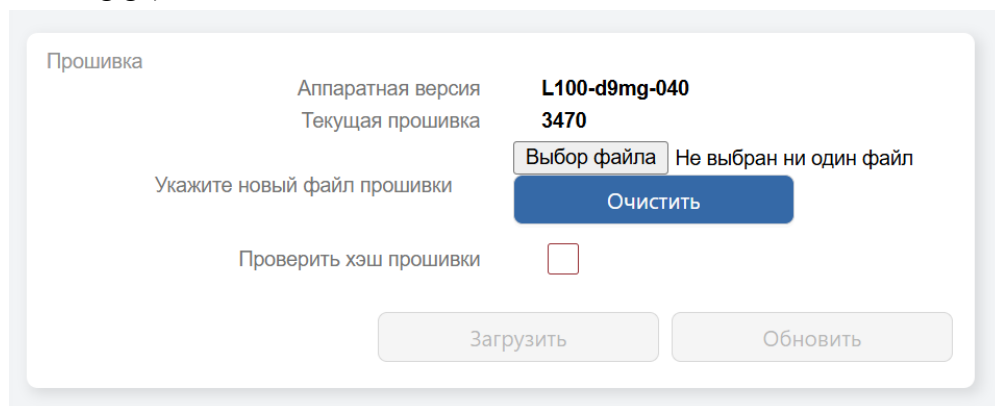 Прошивка
Аппаратная версия L100-d9mg-040
Текущая прошивка 3470
Укажите новый файл прошивки Выбор файла Не выбран ни один файл
Очистить
Проверить хэш прошивки
Загрузить Обновить